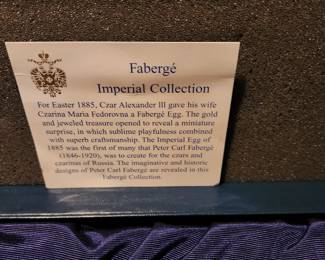 Fabergé
Imperial Collection
For Easter 1885, Czar Alexander lll gave his wife
Czarina Maria Fedorovna a Fabergé Egg. The gold
and jeweled treasure opened to reveal a miniature
surprise, in which sublime playfulness combined
with superb craftsmanship. The Imperial Egg of
1885 was the first of many that Peter Carl Fabergé
(1846-1920), was to create for the czars and
czarinas of Russia. The imaginative and historic
designs of Peter Carl Fabergé are revealed in this
Fabergé Collection.